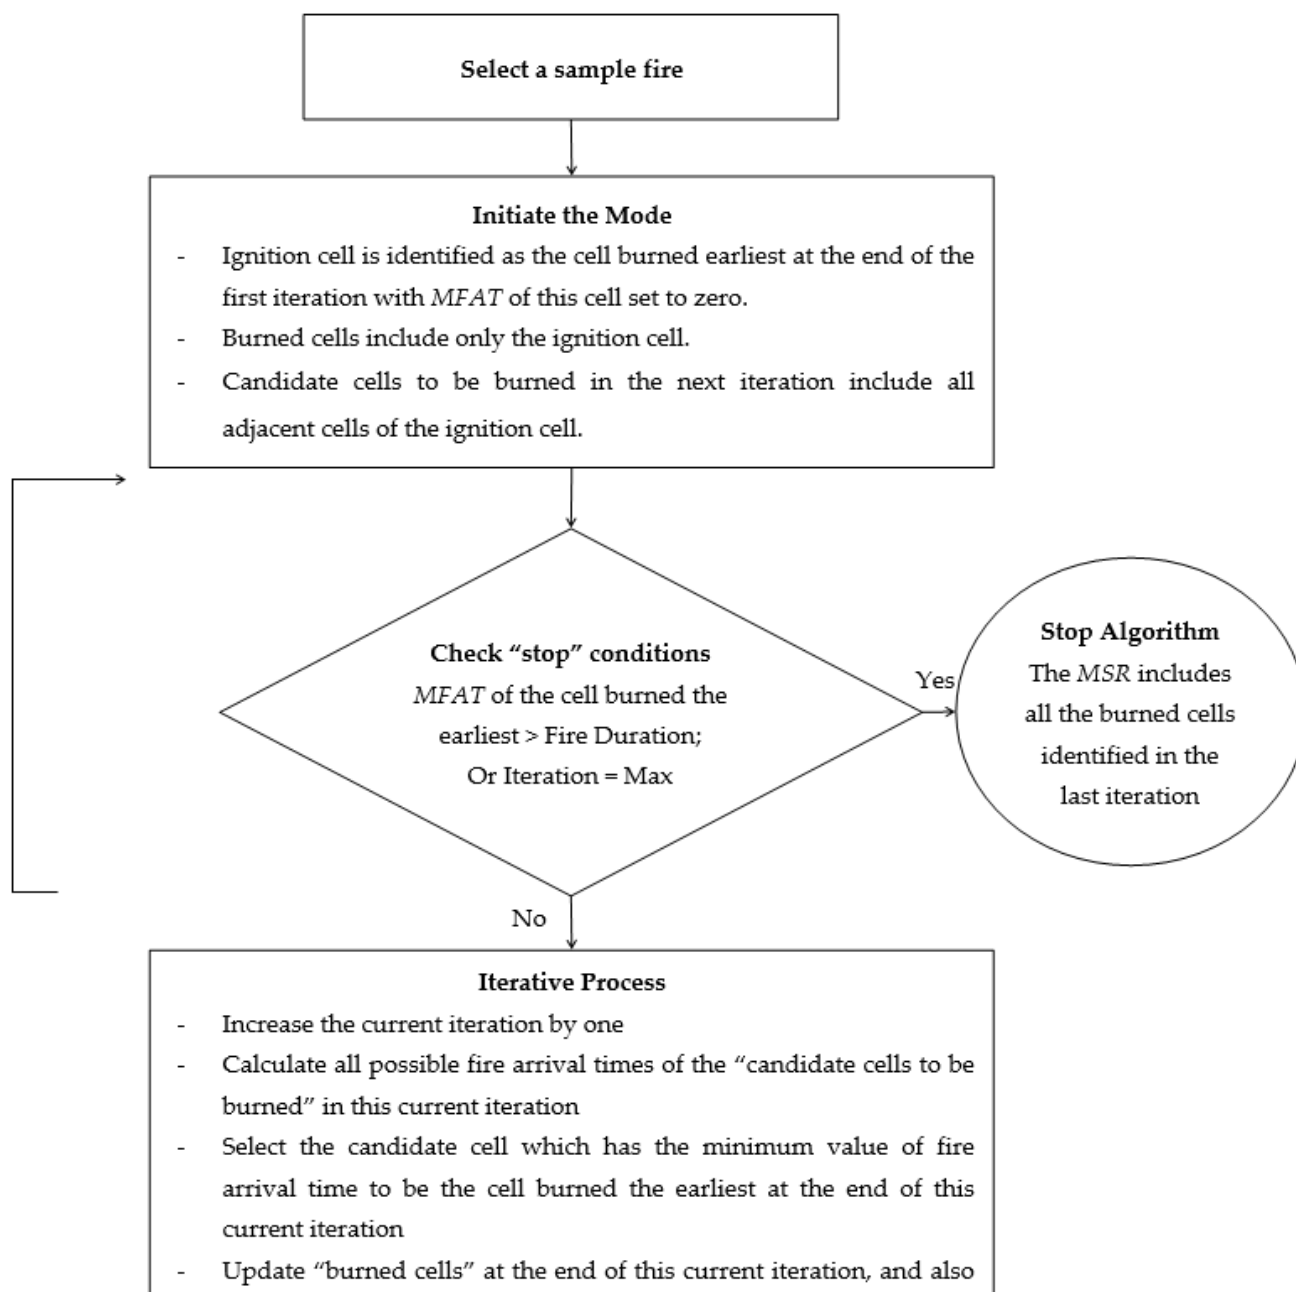 Select a sample fire
Initiate the Mode
- Ignition cell is identified as the cell burned earliest at the end of the
first iteration with MFAT of this cell set to zero.
- Burned cells include only the ignition cell.
- Candidate cells to be burned in the next iteration include all
adjacent cells of the ignition cell.
Check “stop” conditions
MFAT of the cell burned the
earliest > Fire Duration;
Or Iteration = Max
Yes
Stop Algorithm
The MSR includes
all the burned cells
identified in the
last iteration
No
Iterative Process
- Increase the current iteration by one
- Calculate all possible fire arrival times of the “candidate cells to be
burned” in this current iteration
- Select the candidate cell which has the minimum value of fire
arrival time to be the cell burned the earliest at the end of this
current iteration
- Update “burned cells” at the end of this current iteration, and also